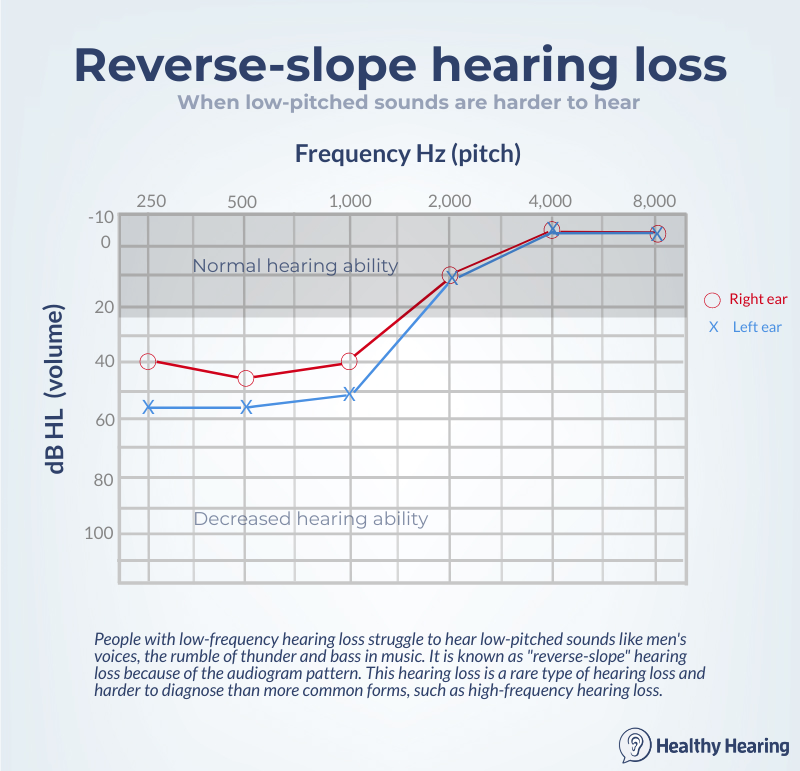 Reverse-slope hearing loss
When low-pitched sounds are harder to hear
Frequency Hz (pitch)
250 500 1,000 2,000 4,000 8,000
-10
0
Normal hearing ability
20
40
60
80
100
dB HL (volume)
Decreased hearing ability
Right ear
X Left ear
People with low-frequency hearing loss struggle to hear low-pitched sounds like men's
voices, the rumble of thunder and bass in music. It is known as "reverse-slope" hearing
loss because of the audiogram pattern. This hearing loss is a rare type of hearing loss and
harder to diagnose than more common forms, such as high-frequency hearing loss.
Healthy Hearing